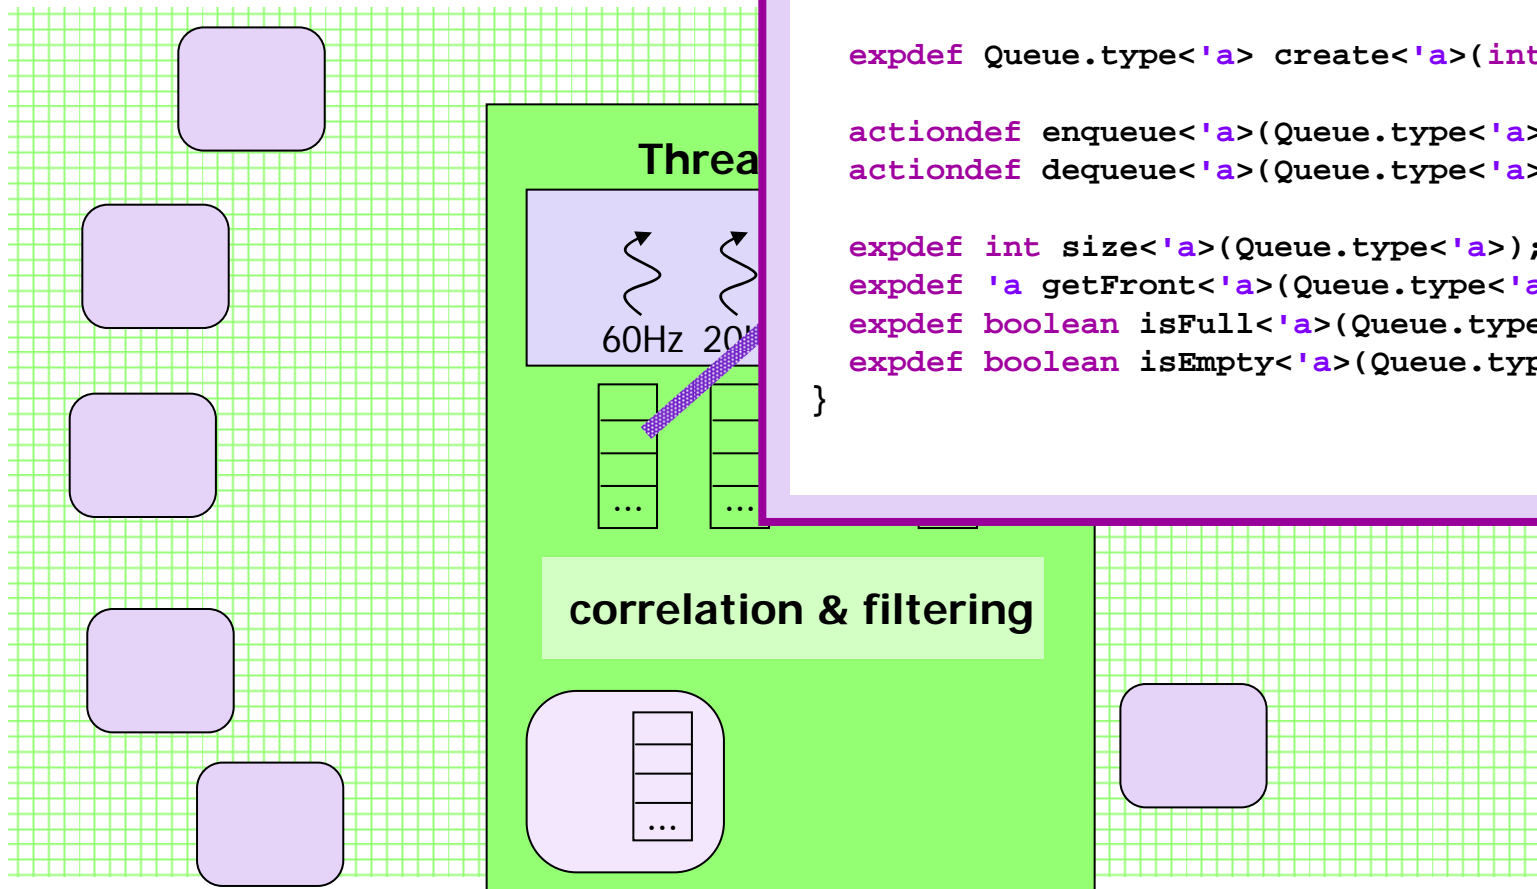 expdef Queue.type<'a> create<'a>(int
actiondef enqueue<'a>(Queue.type<'a>
actiondef dequeue<'a>(Queue.type<'a>
expdef int size<'a>(Queue.type<'a>);
expdef 'a getFront<'a>(Queue.type<'a
expdef boolean isFull<'a>(Queue.type
expdef boolean isEmpty<'a>(Queue.typ
}
Threa
60Hz 20
...
...
correlation & filtering
...